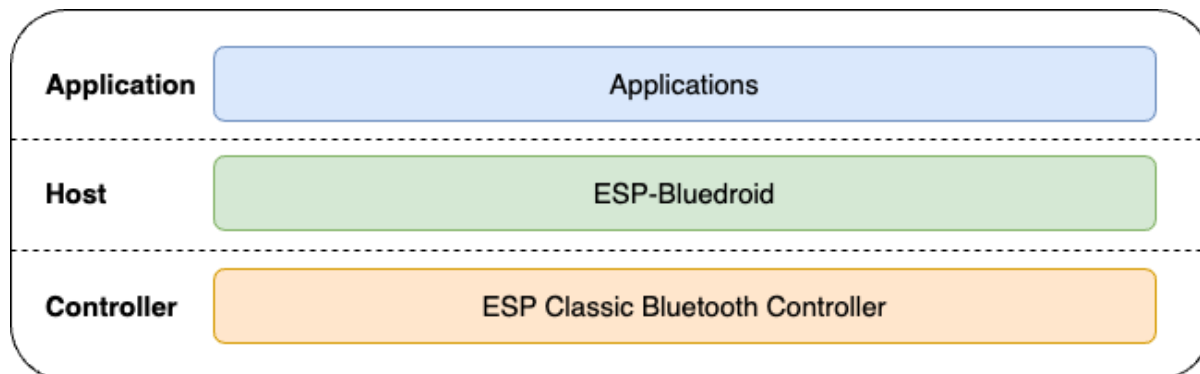 Application Applications
Host ESP-Bluedroid
Controller ESP Classic Bluetooth Controller